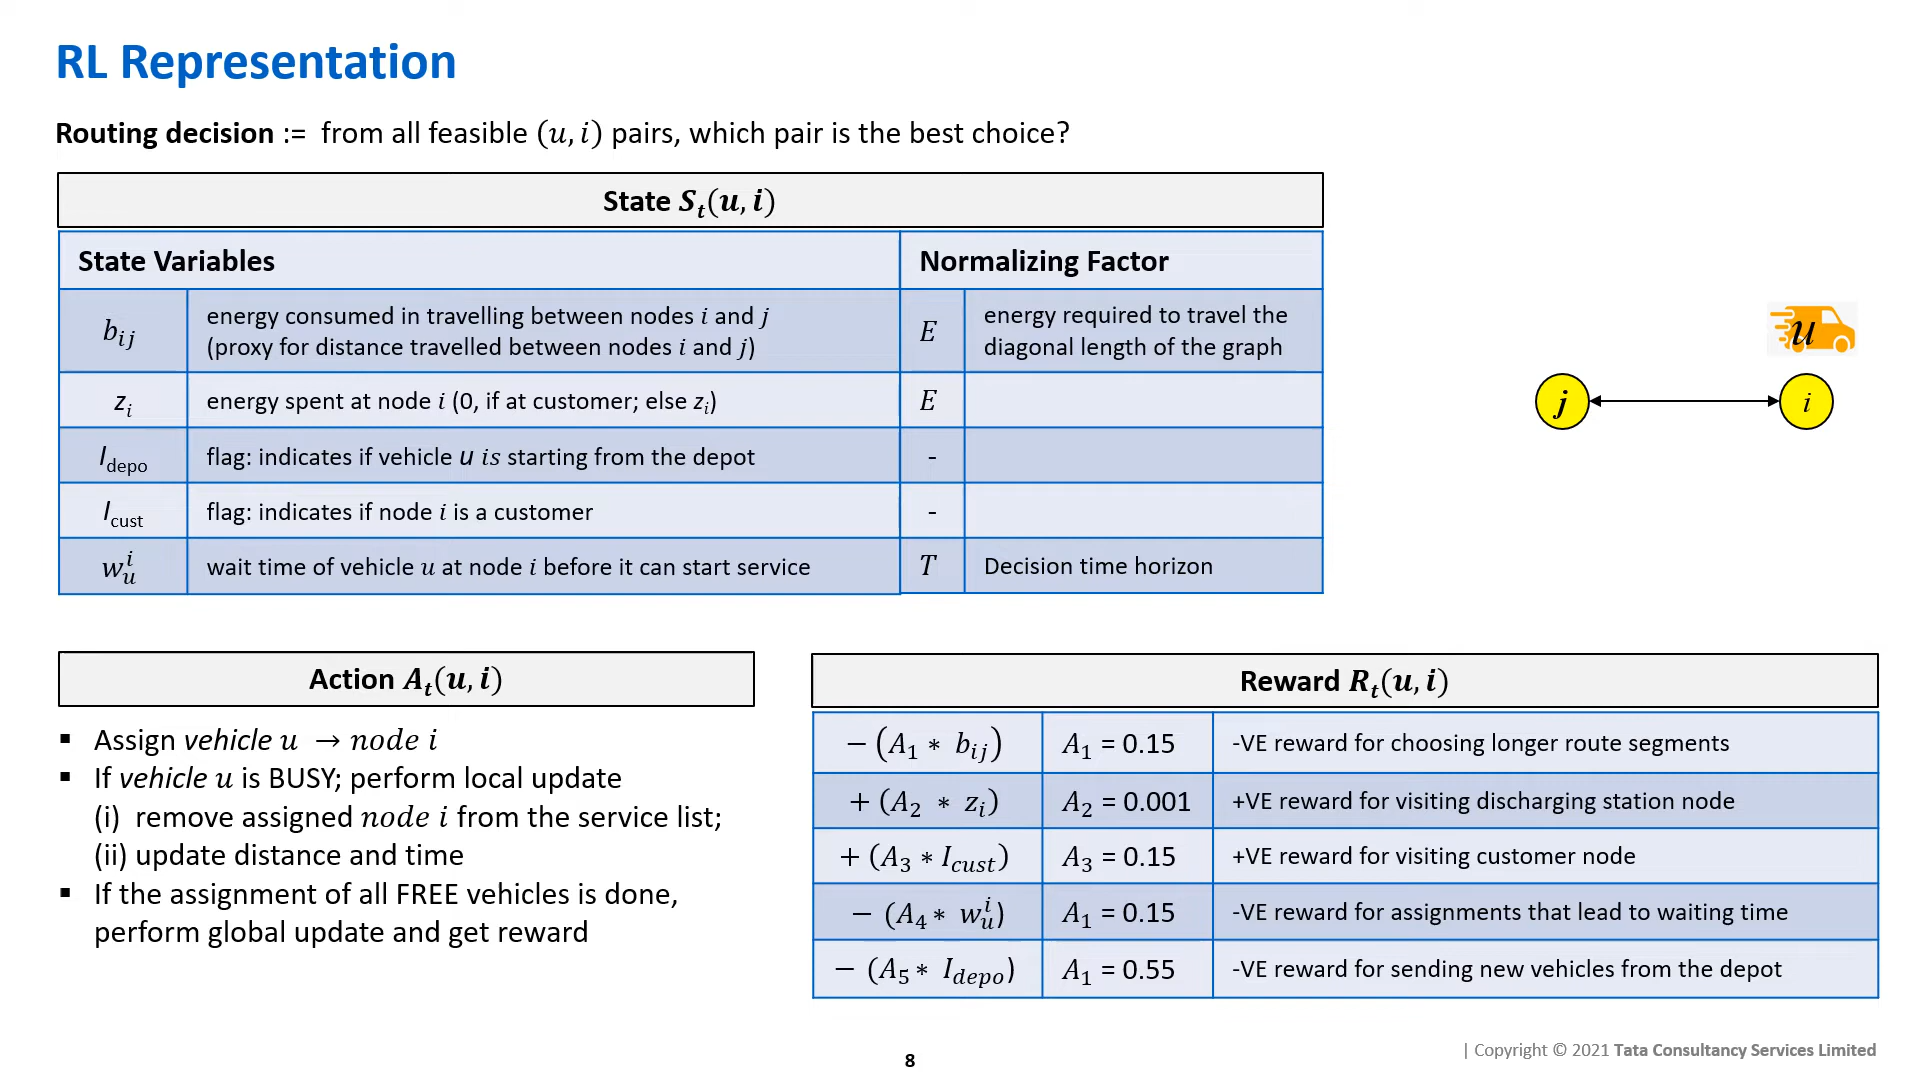 RL Representation
Routing decision := from all feasible (u, i) pairs, which pair is the best choice?
State S_t(u, i)
State Variables
Normalizing Factor
b_ij
energy consumed in travelling between nodes i and j
(proxy for distance travelled between nodes i and j)
E
energy required to travel the
diagonal length of the graph
z_i
energy spent at node i (0, if at customer; else z_i)
E
I_depo
flag: indicates if vehicle u is starting from the depot
-
I_cust
flag: indicates if node i is a customer
-
w_u^i
wait time of vehicle u at node i before it can start service
T
Decision time horizon
u
j
i
Action A_t(u, i)
▪ Assign vehicle u → node i
▪ If vehicle u is BUSY; perform local update
(i) remove assigned node i from the service list;
(ii) update distance and time
▪ If the assignment of all FREE vehicles is done,
perform global update and get reward
Reward R_t(u, i)
− (A_1 * b_ij)
A_1 = 0.15
-VE reward for choosing longer route segments
+ (A_2 * z_i)
A_2 = 0.001
+VE reward for visiting discharging station node
+ (A_3 * I_cust)
A_3 = 0.15
+VE reward for visiting customer node
− (A_4 * w_u^i)
A_1 = 0.15
-VE reward for assignments that lead to waiting time
− (A_5 * I_depo)
A_1 = 0.55
-VE reward for sending new vehicles from the depot
8
| Copyright © 2021 Tata Consultancy Services Limited